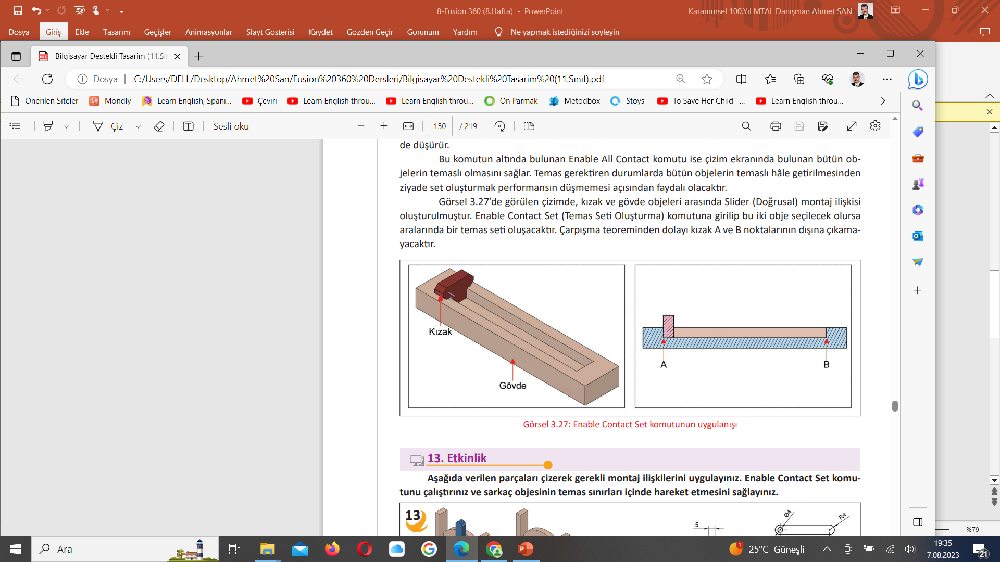 8-Fusion 360 (8.Hafta) - PowerPoint
Karamursel 100.Yıl MTAL Danışman Ahmet SAN
Dosya Giriş Ekle Tasarım Geçişler Animasyonlar Slayt Gösterisi Kaydet Gözden Geçir Görünüm Yardım Ne yapmak istediğinizi söyleyin
Bilgisayar Destekli Tasarim (11.Sır
Dosya C:/Users/DELL/Desktop/Ahmet%20San/Fusion%20360%20Dersleri/Bilgisayar%20Destekli%20Tasarim%20(11.Sınıf).pdf
Önerilen Siteler Mondly Learn English, Spani... Çeviri Learn English throu... Learn English throu... On Parmak Metodbox Stoys To Save Her Child –... Learn English throu...
Çiz Sesli oku 150 / 219
de düşürür.
Bu komutun altında bulunan Enable All Contact komutu ise çizim ekranında bulunan bütün ob-
jelerin temaslı olmasını sağlar. Temas gerektiren durumlarda bütün objelerin temaslı hâle getirilmesinden
ziyade set oluşturmak performansın düşmemesi açısından faydalı olacaktır.
Görsel 3.27’de görülen çizimde, kızak ve gövde objeleri arasında Slider (Doğrusal) montaj ilişkisi
oluşturulmuştur. Enable Contact Set (Temas Seti Oluşturma) komutuna girilip bu iki obje seçilecek olursa
aralarında bir temas seti oluşacaktır. Çarpışma teoreminden dolayı kızak A ve B noktalarının dışına çıkama-
yacaktır.
Kızak
Gövde
A B
Görsel 3.27: Enable Contact Set komutunun uygulanışı
13. Etkinlik
Aşağıda verilen parçaları çizerek gerekli montaj ilişkilerini uygulayınız. Enable Contact Set komu-
tunu çalıştırınız ve sarkaç objesinin temas sınırları içinde hareket etmesini sağlayınız.
13
5
Ø4
R4
%79
Ara
1
25°C Güneşli
19:35
7.08.2023
21